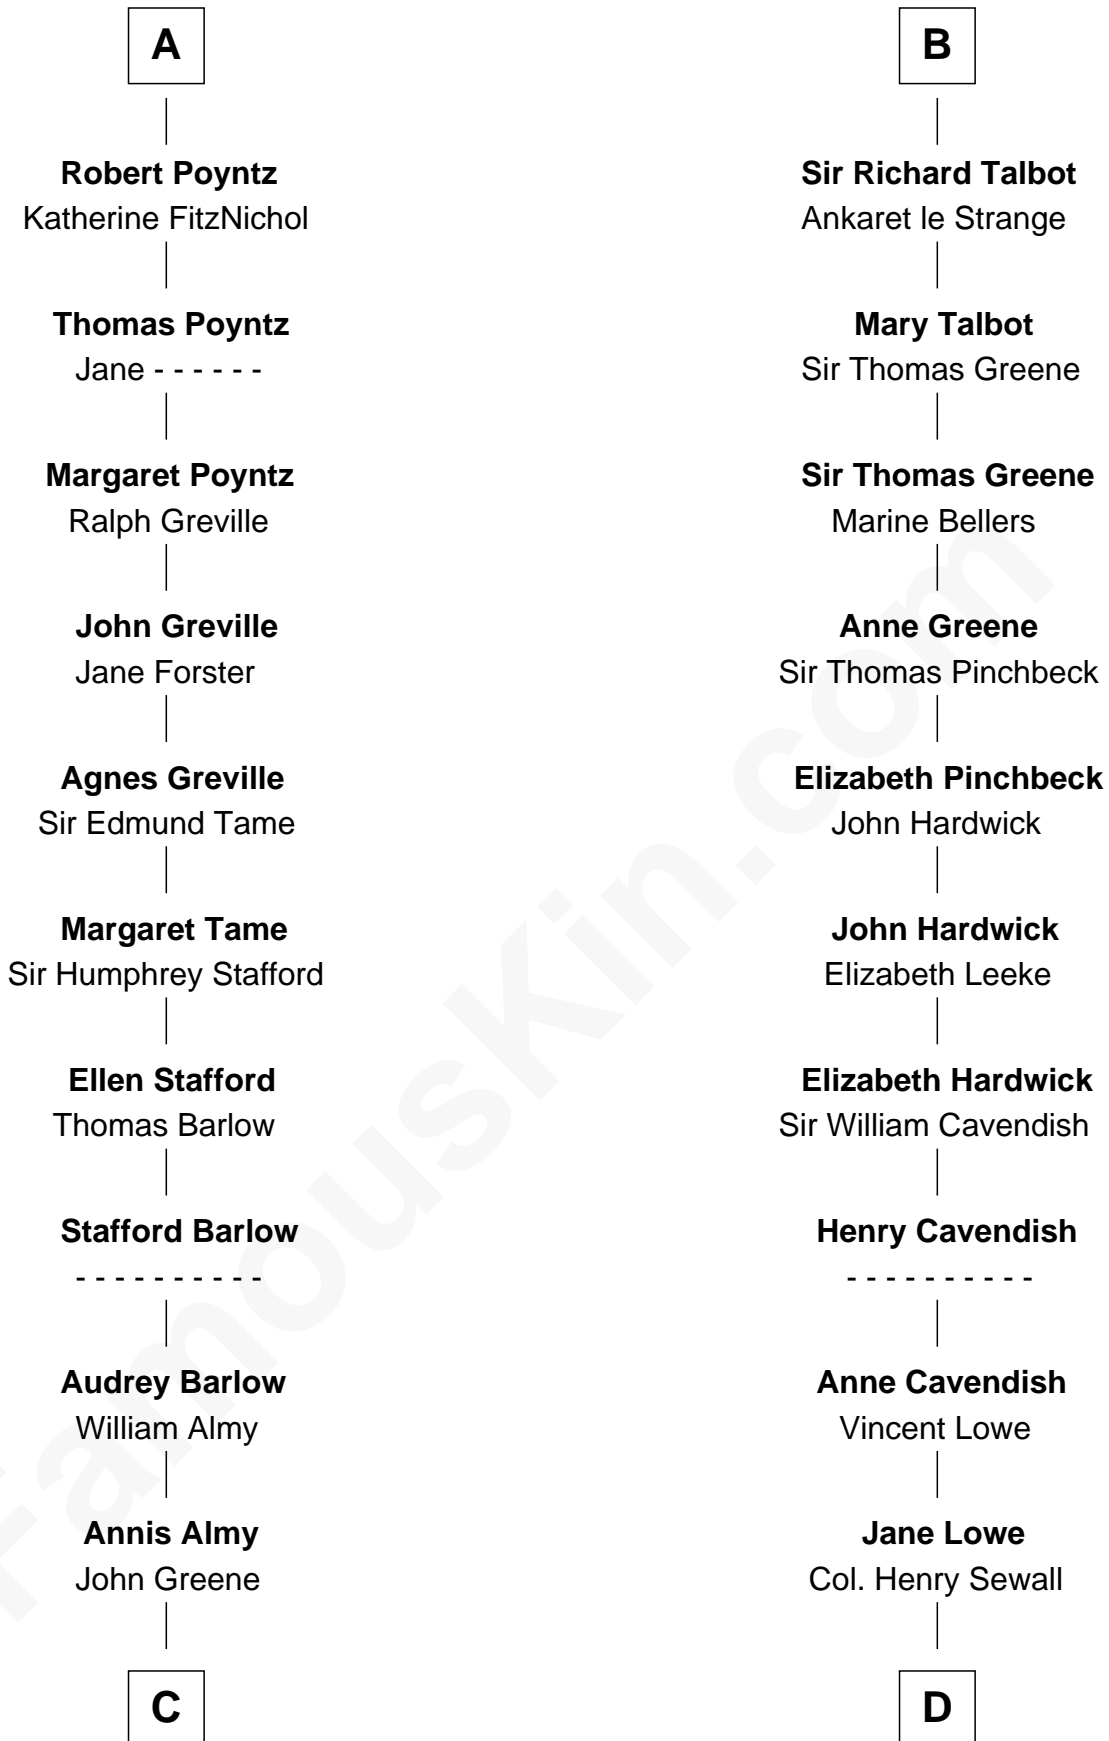 A
Robert Poyntz
Katherine FitzNichol
Thomas Poyntz
Jane - - - - - -
Margaret Poyntz
Ralph Greville
John Greville
Jane Forster
Agnes Greville
Sir Edmund Tame
Margaret Tame
Sir Humphrey Stafford
Ellen Stafford
Thomas Barlow
Stafford Barlow
- - - - - - - - - -
Audrey Barlow
William Almy
Annis Almy
John Greene
C
B
Sir Richard Talbot
Ankaret le Strange
Mary Talbot
Sir Thomas Greene
Sir Thomas Greene
Marine Bellers
Anne Greene
Sir Thomas Pinchbeck
Elizabeth Pinchbeck
John Hardwick
John Hardwick
Elizabeth Leeke
Elizabeth Hardwick
Sir William Cavendish
Henry Cavendish
- - - - - - - - - -
Anne Cavendish
Vincent Lowe
Jane Lowe
Col. Henry Sewall
D
FamousKin.com